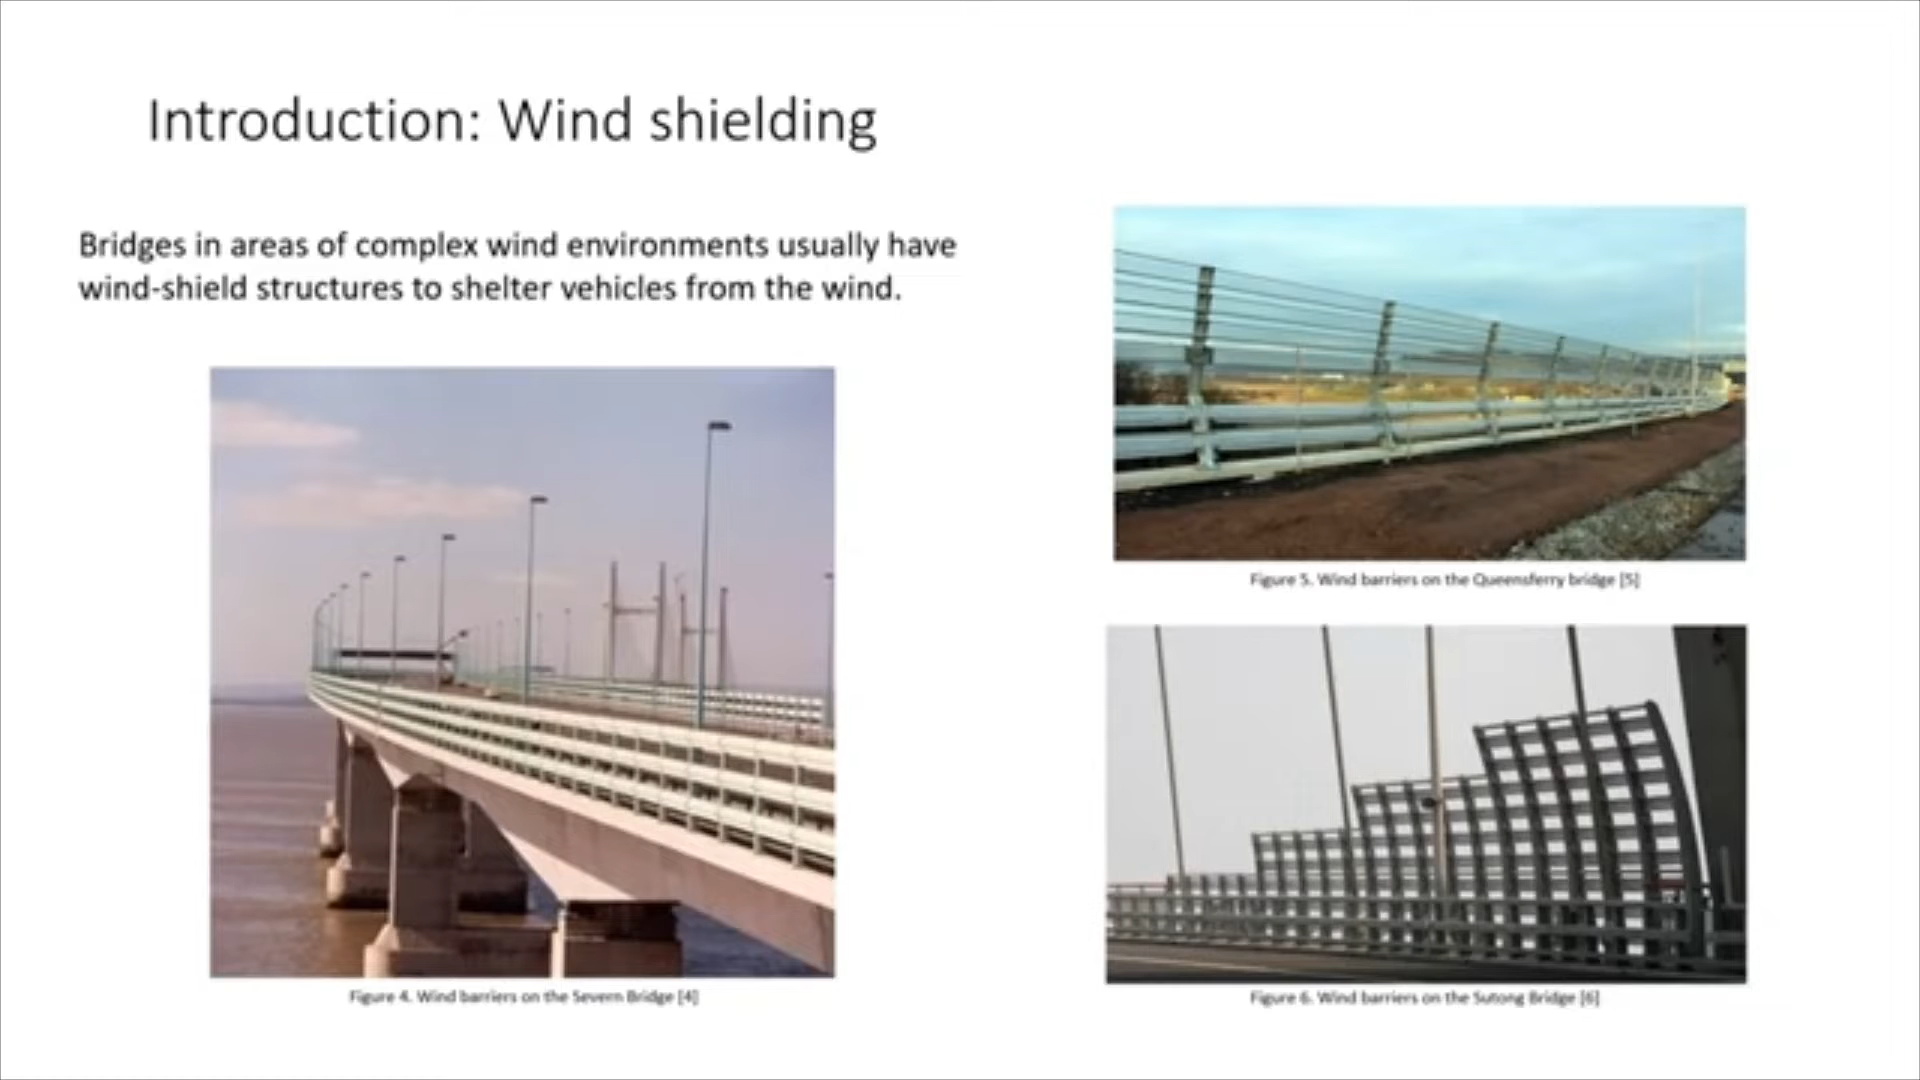 Introduction: Wind shielding
Bridges in areas of complex wind environments usually have
wind-shield structures to shelter vehicles from the wind.
Figure 4. Wind barriers on the Severn Bridge [4]
Figure 5. Wind barriers on the Queensferry bridge [5]
Figure 6. Wind barriers on the Sutong Bridge [6]